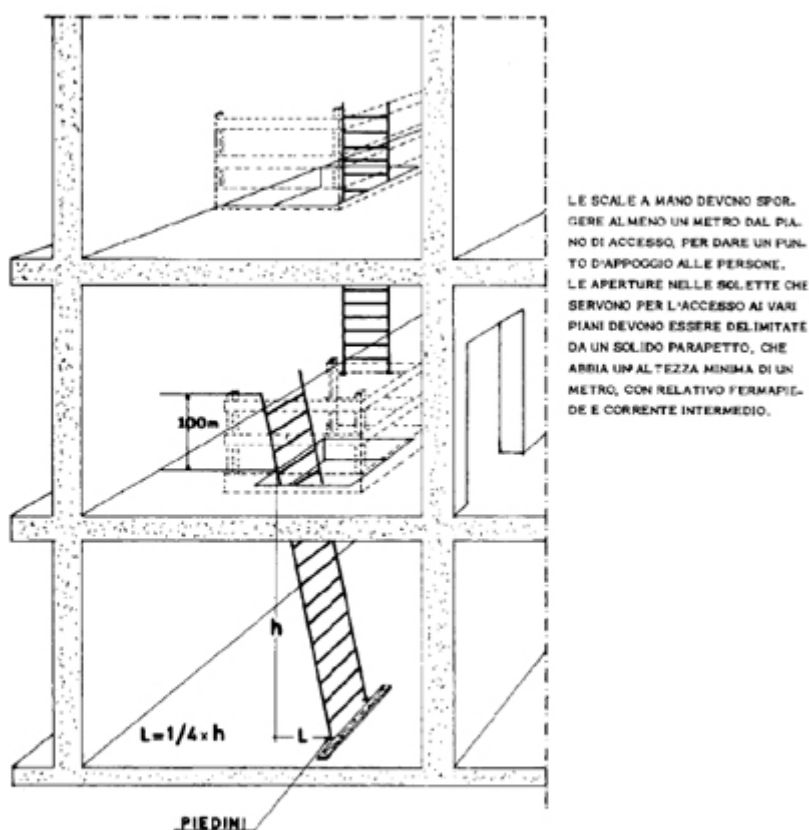 LE SCALE A MANO DEVONO SPOR-
GERE ALMENO UN METRO DAL PIA-
NO DI ACCESSO, PER DARE UN PUN-
TO D'APPOGGIO ALLE PERSONE.
LE APERTURE NELLE SOLETTE CHE
SERVONO PER L'ACCESSO AI VARI
PIANI DEVONO ESSERE DELIMITATE
DA UN SOLIDO PARAPETTO, CHE
ABBIA UN'ALTEZZA MINIMA DI UN
METRO, CON RELATIVO FERMAPIE-
DE E CORRENTE INTERMEDIO.
100m
h
L=1/4×h
L
PIEDINI